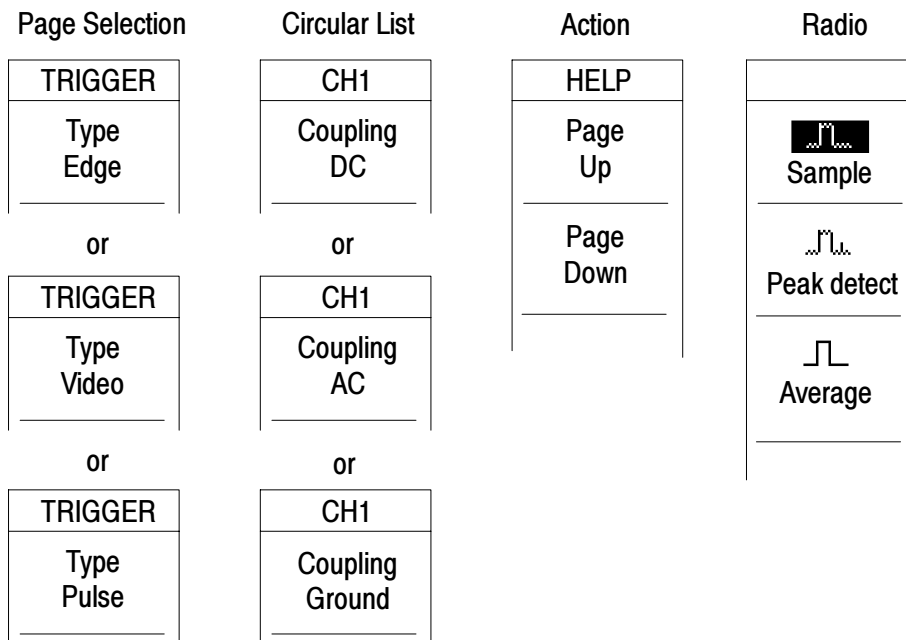 Page Selection
TRIGGER
Type
Edge
or
TRIGGER
Type
Video
or
TRIGGER
Type
Pulse
Circular List
CH1
Coupling
DC
or
CH1
Coupling
AC
or
CH1
Coupling
Ground
Action
HELP
Page
Up
Page
Down
Radio
Sample
Peak detect
Average